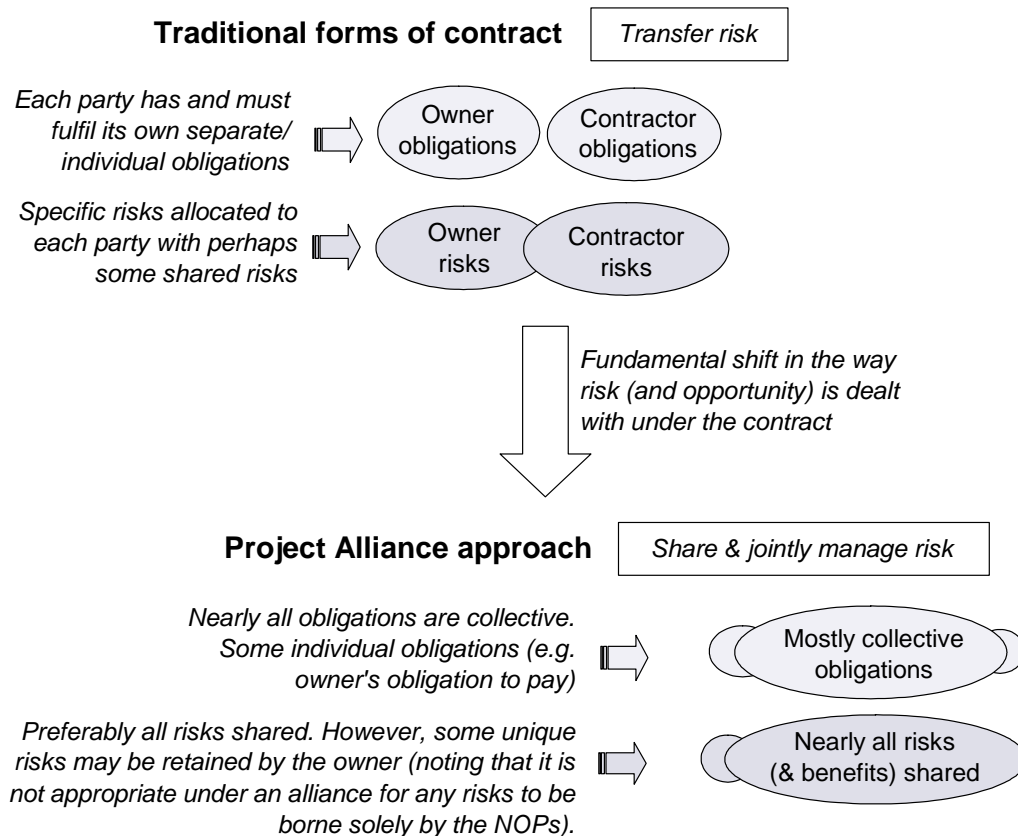 Traditional forms of contract
Transfer risk
Each party has and must
fulfil its own separate/
individual obligations
Owner
obligations
Contractor
obligations
Specific risks allocated to
each party with perhaps
some shared risks
Owner
risks
Contractor
risks
Fundamental shift in the way
risk (and opportunity) is dealt
with under the contract
Project Alliance approach
Share & jointly manage risk
Nearly all obligations are collective.
Some individual obligations (e.g.
owner's obligation to pay)
Mostly collective
obligations
Preferably all risks shared. However, some unique
risks may be retained by the owner (noting that it is
not appropriate under an alliance for any risks to be
borne solely by the NOPs).
Nearly all risks
(& benefits) shared